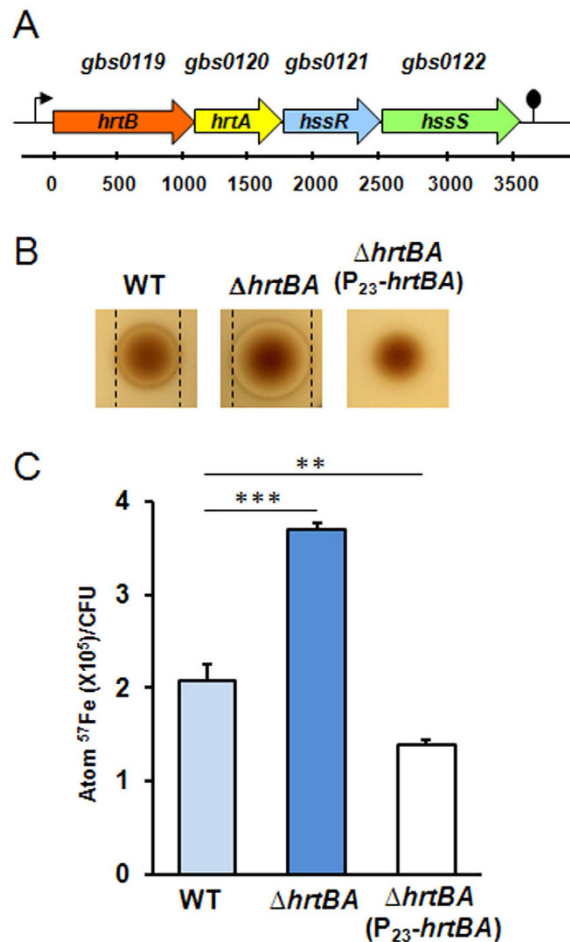 A
gbs0119 gbs0120 gbs0121 gbs0122
hrtB hrtA hssR hssS
0 500 1000 1500 2000 2500 3000 3500
B
WT ΔhrtBA ΔhrtBA
(P₂₃-hrtBA)
C
** 
***
Atom ⁵⁷Fe (X10⁵)/CFU
4
3
2
1
0
WT ΔhrtBA ΔhrtBA
(P₂₃-hrtBA)